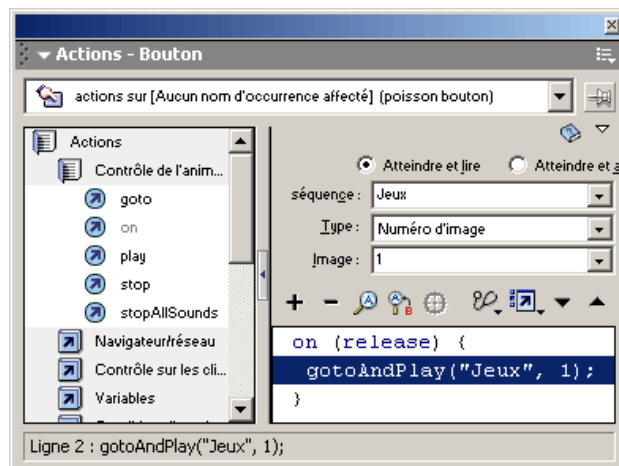 Actions - Bouton
actions sur [Aucun nom d'occurrence affecté] (poisson bouton)
Actions
Contrôle de l'anim...
goto
on
play
stop
stopAllSounds
Navigateur/réseau
Contrôle sur les cli...
Variables
Atteindre et lire
Atteindre et a
séquence : Jeux
Type : Numéro d'image
Image : 1
on (release) {
gotoAndPlay("Jeux", 1);
}
Ligne 2 : gotoAndPlay("Jeux", 1);